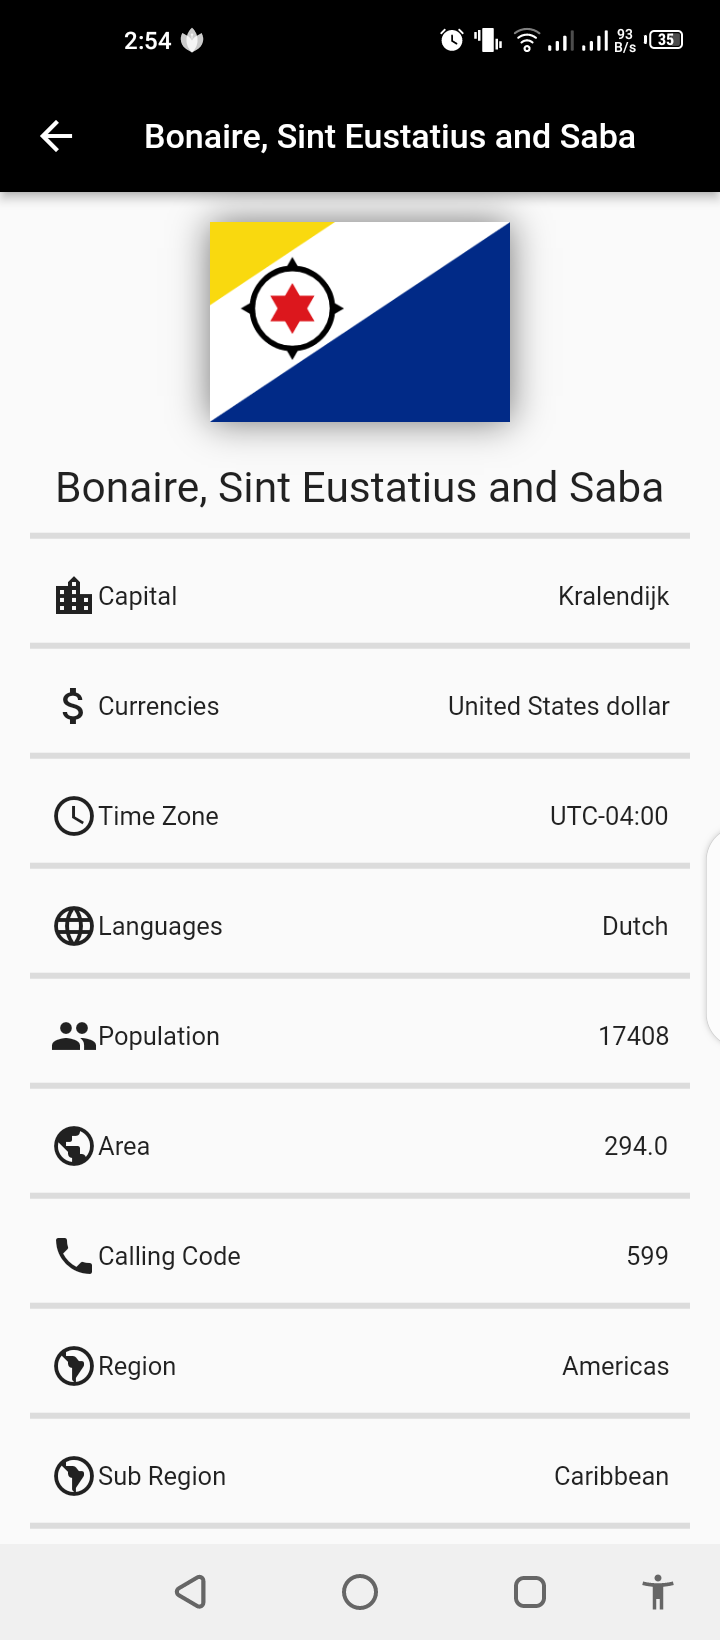 2:54
93
B/s
35
Bonaire, Sint Eustatius and Saba
Bonaire, Sint Eustatius and Saba
Capital Kralendijk
Currencies United States dollar
Time Zone UTC-04:00
Languages Dutch
Population 17408
Area 294.0
Calling Code 599
Region Americas
Sub Region Caribbean